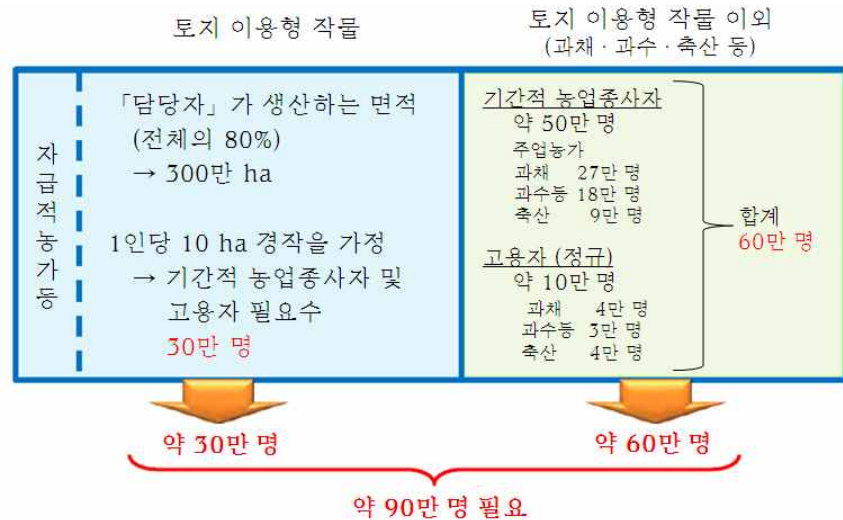 토지 이용형 작물
토지 이용형 작물 이외
(과채 · 과수 · 축산 등)
자급적농가등
「담당자」가 생산하는 면적
(전체의 80%)
→ 300만 ha
1인당 10 ha 경작을 가정
→ 기간적 농업종사자 및
고용자 필요수
30만 명
기간적 농업종사자
약 50만 명
주업농가
과채 27만 명
과수등 18만 명
축산 9만 명
고용자 (정규)
약 10만 명
과채 4만 명
과수등 3만 명
축산 4만 명
합계
60만 명
약 30만 명
약 60만 명
약 90만 명 필요